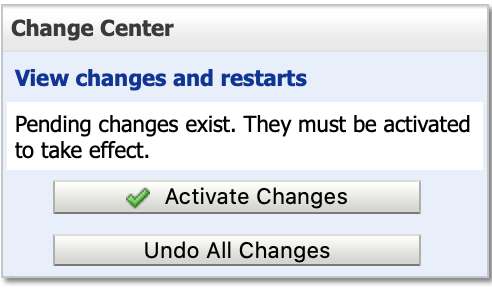 Change Center
View changes and restarts
Pending changes exist. They must be activated
to take effect.
Activate Changes
Undo All Changes